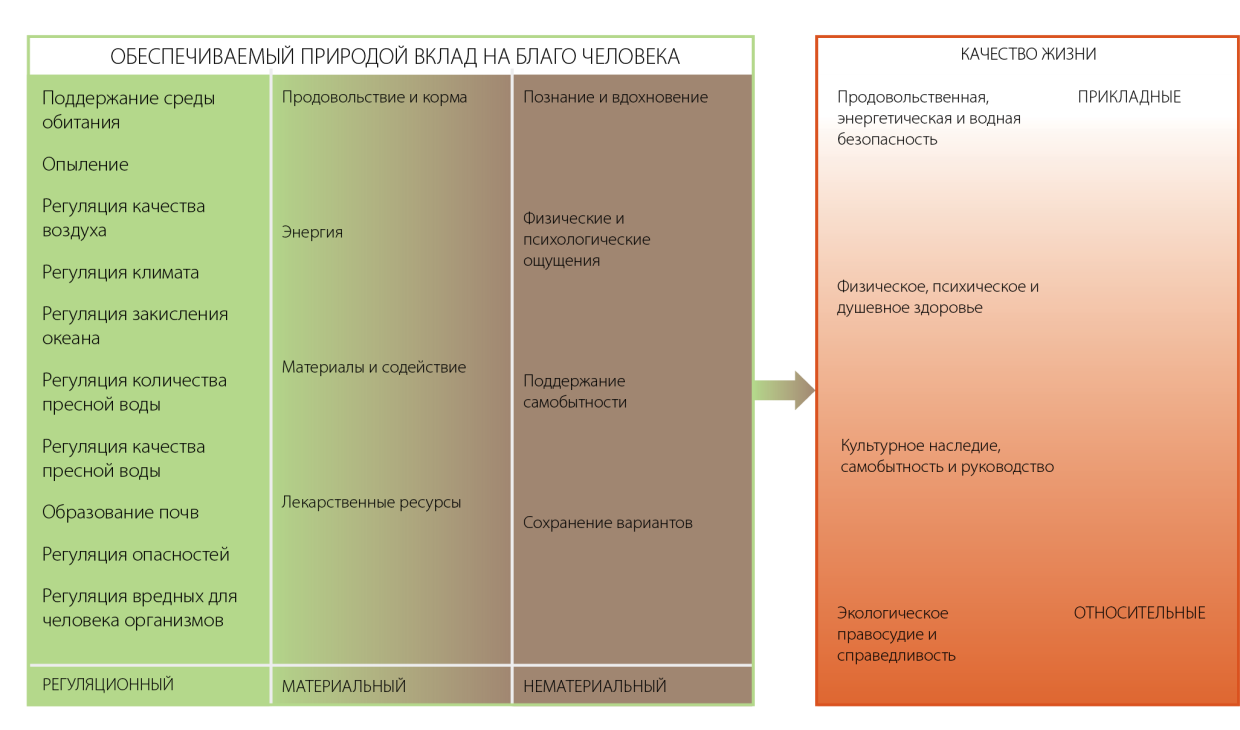 ОБЕСПЕЧИВАЕМЫЙ ПРИРОДОЙ ВКЛАД НА БЛАГО ЧЕЛОВЕКА
Поддержание среды
обитания
Опыление
Регуляция качества
воздуха
Регуляция климата
Регуляция закисления
океана
Регуляция количества
пресной воды
Регуляция качества
пресной воды
Образование почв
Регуляция опасностей
Регуляция вредных для
человека организмов
РЕГУЛЯЦИОННЫЙ
Продовольствие и корма
Энергия
Материалы и содействие
Лекарственные ресурсы
МАТЕРИАЛЬНЫЙ
Познание и вдохновение
Физические и
психологические
ощущения
Поддержание
самобытности
Сохранение вариантов
НЕМАТЕРИАЛЬНЫЙ
КАЧЕСТВО ЖИЗНИ
Продовольственная,
энергетическая и водная
безопасность
Физическое, психическое и
душевное здоровье
Культурное наследие,
самобытность и руководство
Экологическое
правосудие и
справедливость
ПРИКЛАДНЫЕ
ОТНОСИТЕЛЬНЫЕ